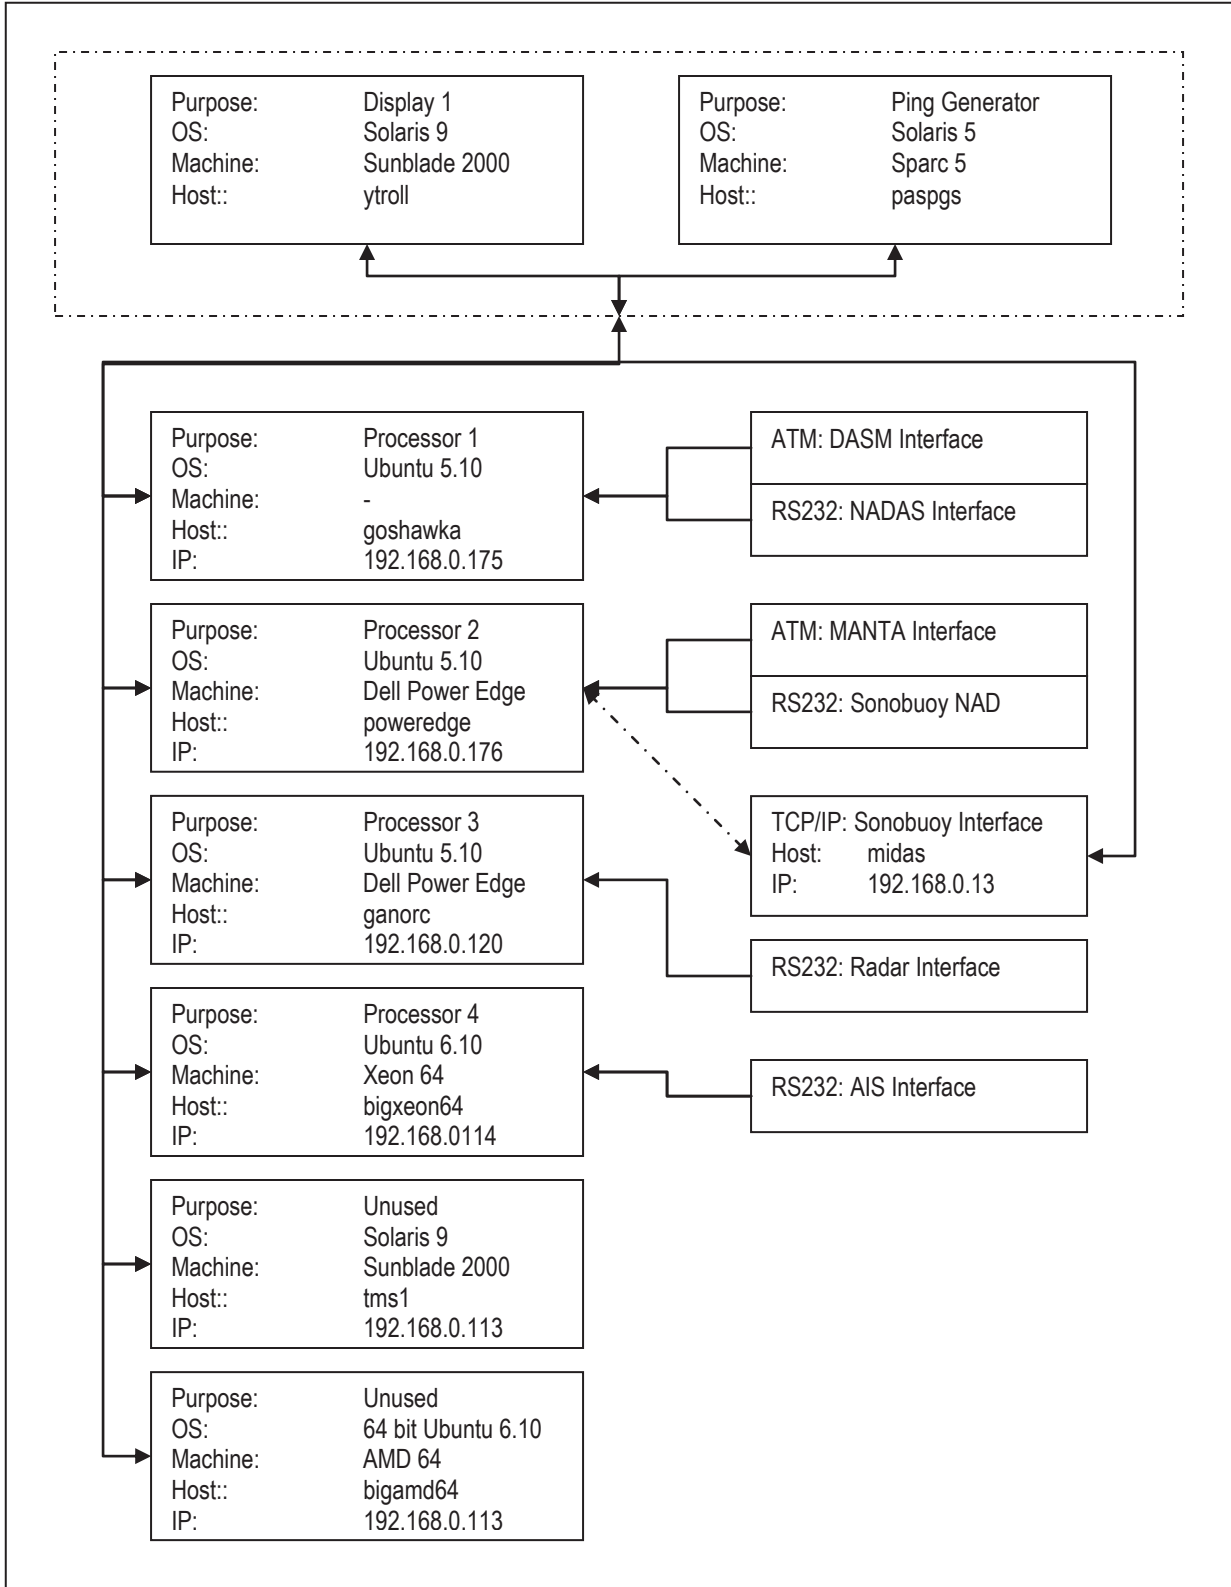 Purpose: Display 1
OS: Solaris 9
Machine: Sunblade 2000
Host:: ytroll
Purpose: Ping Generator
OS: Solaris 5
Machine: Sparc 5
Host:: paspgs
Purpose: Processor 1
OS: Ubuntu 5.10
Machine: -
Host:: goshawka
IP: 192.168.0.175
ATM: DASM Interface
RS232: NADAS Interface
Purpose: Processor 2
OS: Ubuntu 5.10
Machine: Dell Power Edge
Host:: poweredge
IP: 192.168.0.176
ATM: MANTA Interface
RS232: Sonobuoy NAD
Purpose: Processor 3
OS: Ubuntu 5.10
Machine: Dell Power Edge
Host:: ganorc
IP: 192.168.0.120
TCP/IP: Sonobuoy Interface
Host: midas
IP: 192.168.0.13
RS232: Radar Interface
Purpose: Processor 4
OS: Ubuntu 6.10
Machine: Xeon 64
Host:: bigxeon64
IP: 192.168.0114
RS232: AIS Interface
Purpose: Unused
OS: Solaris 9
Machine: Sunblade 2000
Host:: tms1
IP: 192.168.0.113
Purpose: Unused
OS: 64 bit Ubuntu 6.10
Machine: AMD 64
Host:: bigamd64
IP: 192.168.0.113